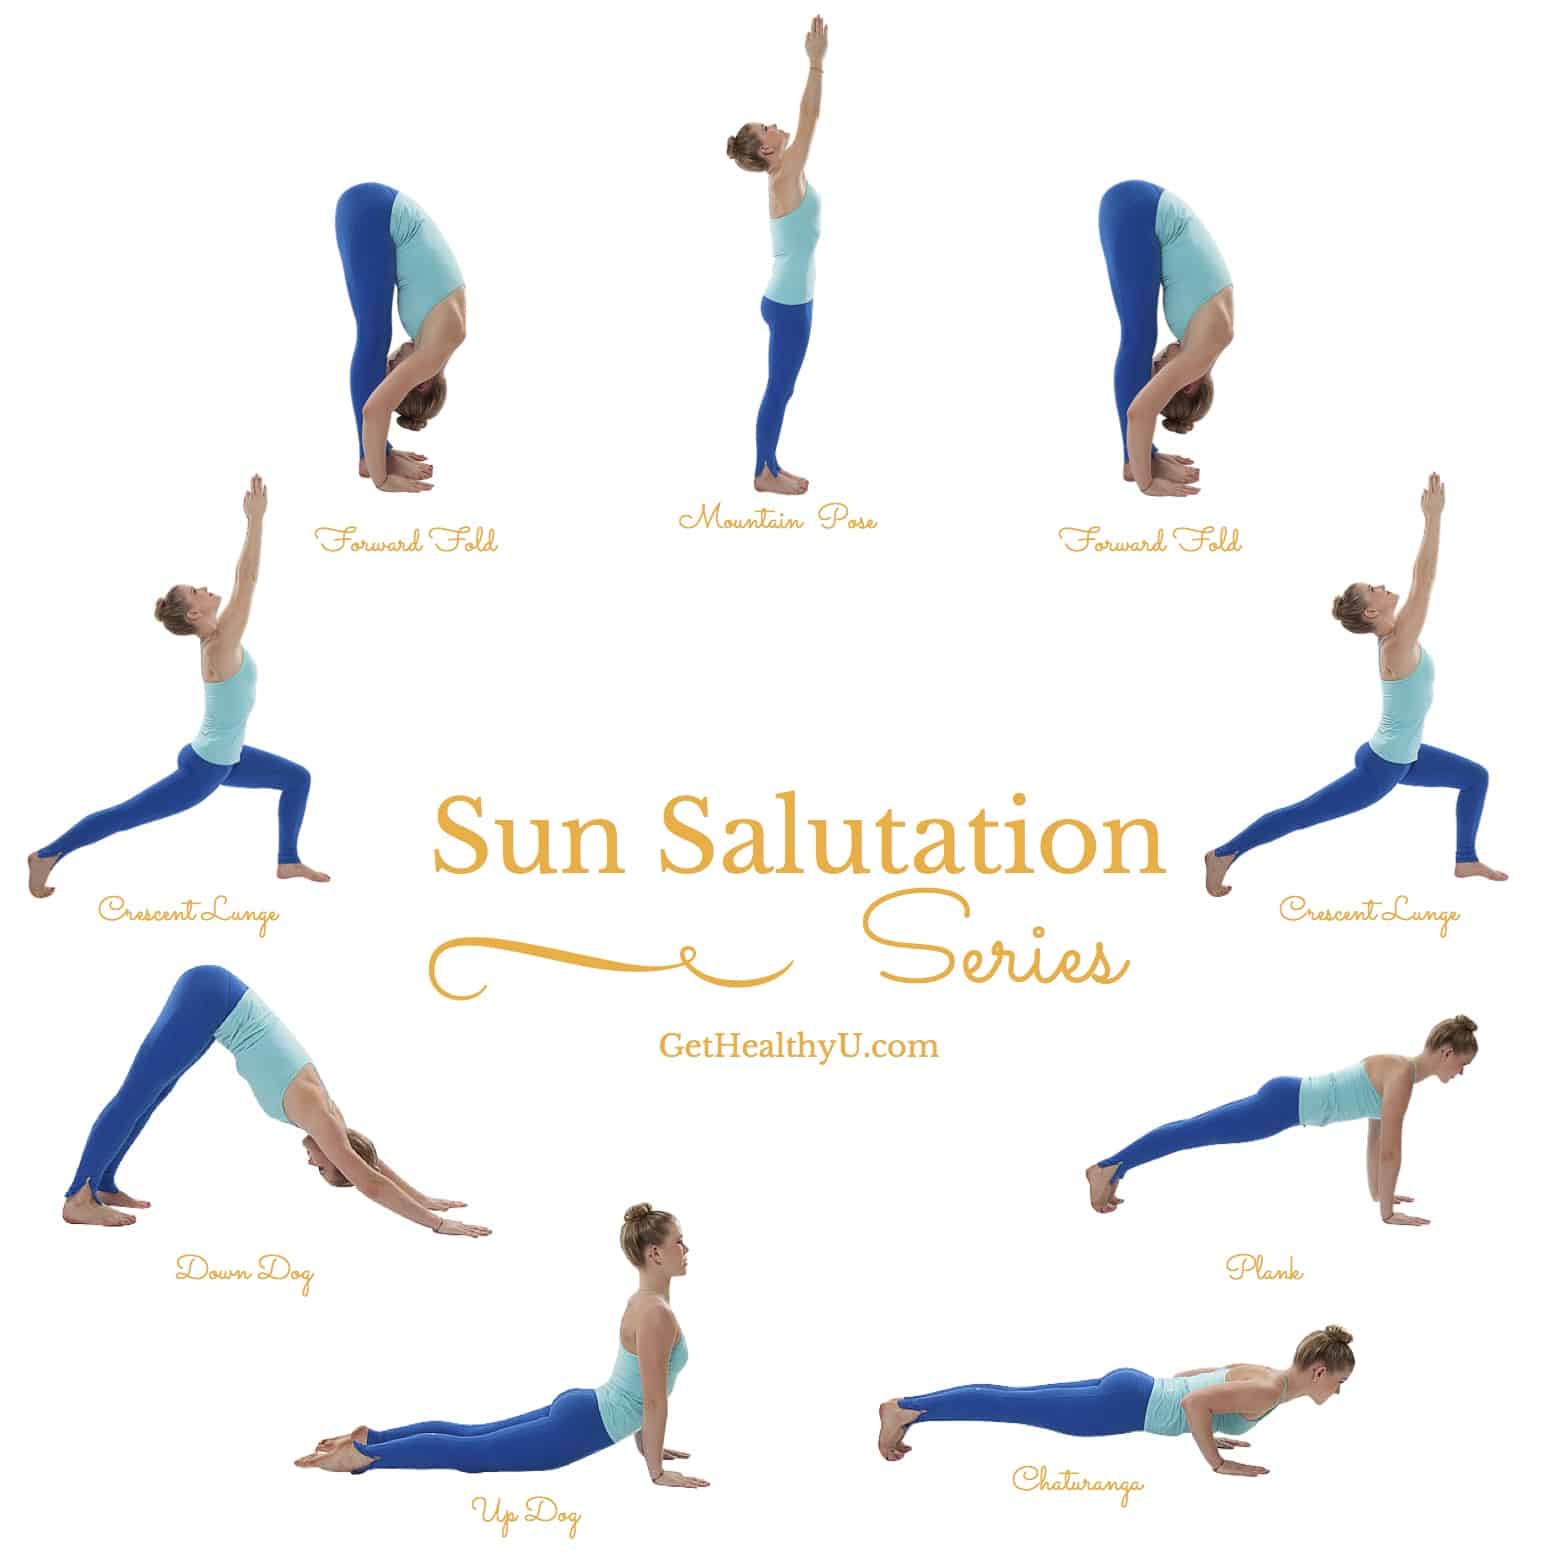 Mountain Pose
Forward Fold
Forward Fold
Crescent Lunge
Crescent Lunge
Sun Salutation
Series
GetHealthyU.com
Down Dog
Plank
Up Dog
Chaturanga